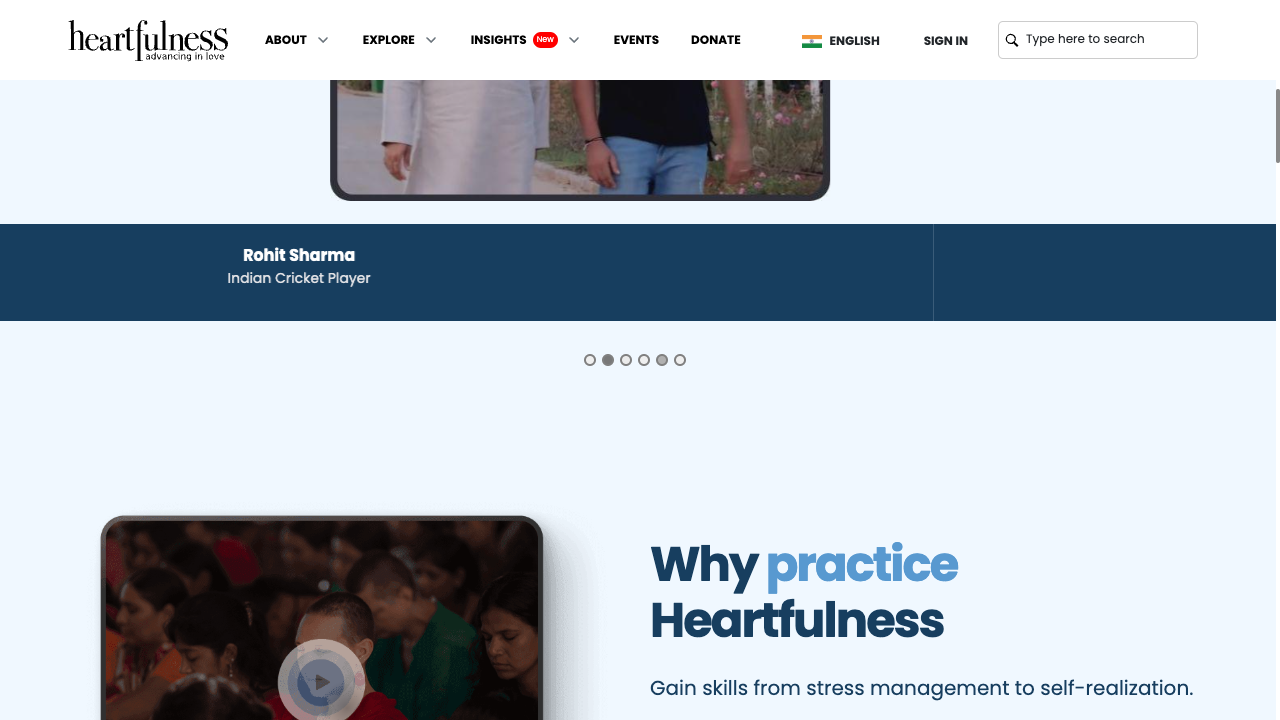 heartfulness
advancing in love
ABOUT
EXPLORE
INSIGHTS New
EVENTS
DONATE
ENGLISH
SIGN IN
Type here to search
Rohit Sharma
Indian Cricket Player
Why practice
Heartfulness
Gain skills from stress management to self-realization.